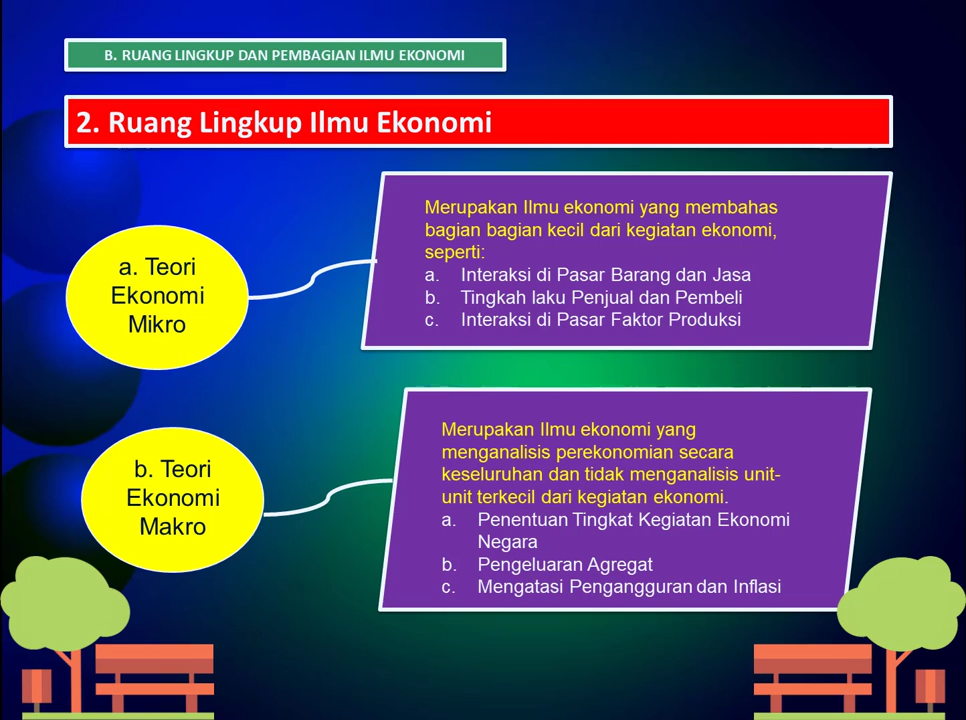 B. RUANG LINGKUP DAN PEMBAGIAN ILMU EKONOMI
2. Ruang Lingkup Ilmu Ekonomi
a. Teori
Ekonomi
Mikro
Merupakan Ilmu ekonomi yang membahas
bagian bagian kecil dari kegiatan ekonomi,
seperti:
a. Interaksi di Pasar Barang dan Jasa
b. Tingkah laku Penjual dan Pembeli
c. Interaksi di Pasar Faktor Produksi
b. Teori
Ekonomi
Makro
Merupakan Ilmu ekonomi yang
menganalisis perekonomian secara
keseluruhan dan tidak menganalisis unit-
unit terkecil dari kegiatan ekonomi.
a. Penentuan Tingkat Kegiatan Ekonomi
Negara
b. Pengeluaran Agregat
c. Mengatasi Pengangguran dan Inflasi